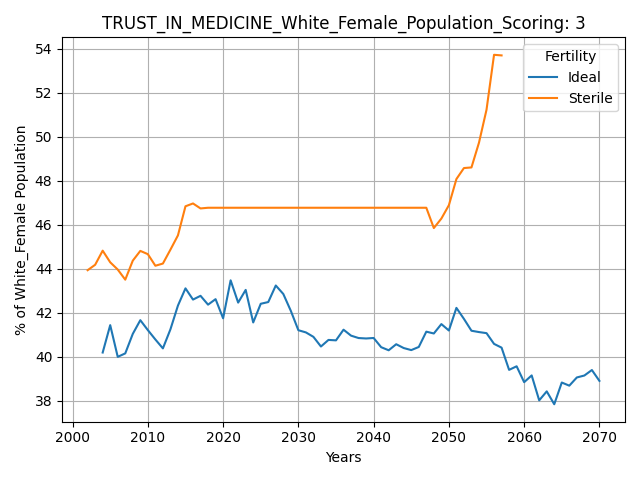 TRUST_IN_MEDICINE_White_Female_Population_Scoring: 3
Fertility
Ideal
Sterile
% of White_Female Population
54
52
50
48
46
44
42
40
38
2000 2010 2020 2030 2040 2050 2060 2070
Years